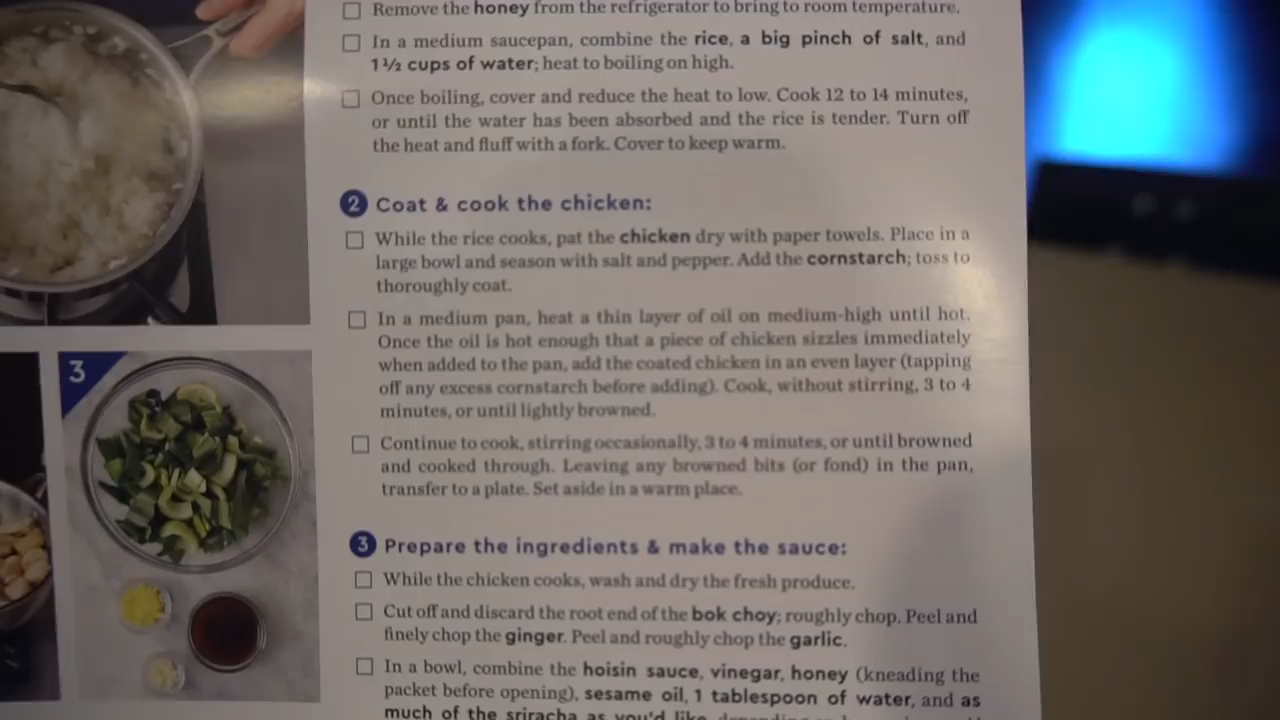 Remove the honey from the refrigerator to bring to room temperature.
In a medium saucepan, combine the rice, a big pinch of salt, and
1 1/2 cups of water; heat to boiling on high.
Once boiling, cover and reduce the heat to low. Cook 12 to 14 minutes,
or until the water has been absorbed and the rice is tender. Turn off
the heat and fluff with a fork. Cover to keep warm.
2 Coat & cook the chicken:
While the rice cooks, pat the chicken dry with paper towels. Place in a
large bowl and season with salt and pepper. Add the cornstarch; toss to
thoroughly coat.
In a medium pan, heat a thin layer of oil on medium-high until hot.
Once the oil is hot enough that a piece of chicken sizzles immediately
when added to the pan, add the coated chicken in an even layer (tapping
off any excess cornstarch before adding). Cook, without stirring, 3 to 4
minutes, or until lightly browned.
Continue to cook, stirring occasionally, 3 to 4 minutes, or until browned
and cooked through. Leaving any browned bits (or fond) in the pan,
transfer to a plate. Set aside in a warm place.
3
3 Prepare the ingredients & make the sauce:
While the chicken cooks, wash and dry the fresh produce.
Cut off and discard the root end of the bok choy; roughly chop. Peel and
finely chop the ginger. Peel and roughly chop the garlic.
In a bowl, combine the hoisin sauce, vinegar, honey (kneading the
packet before opening), sesame oil, 1 tablespoon of water, and as
much of the sriracha as you'd like